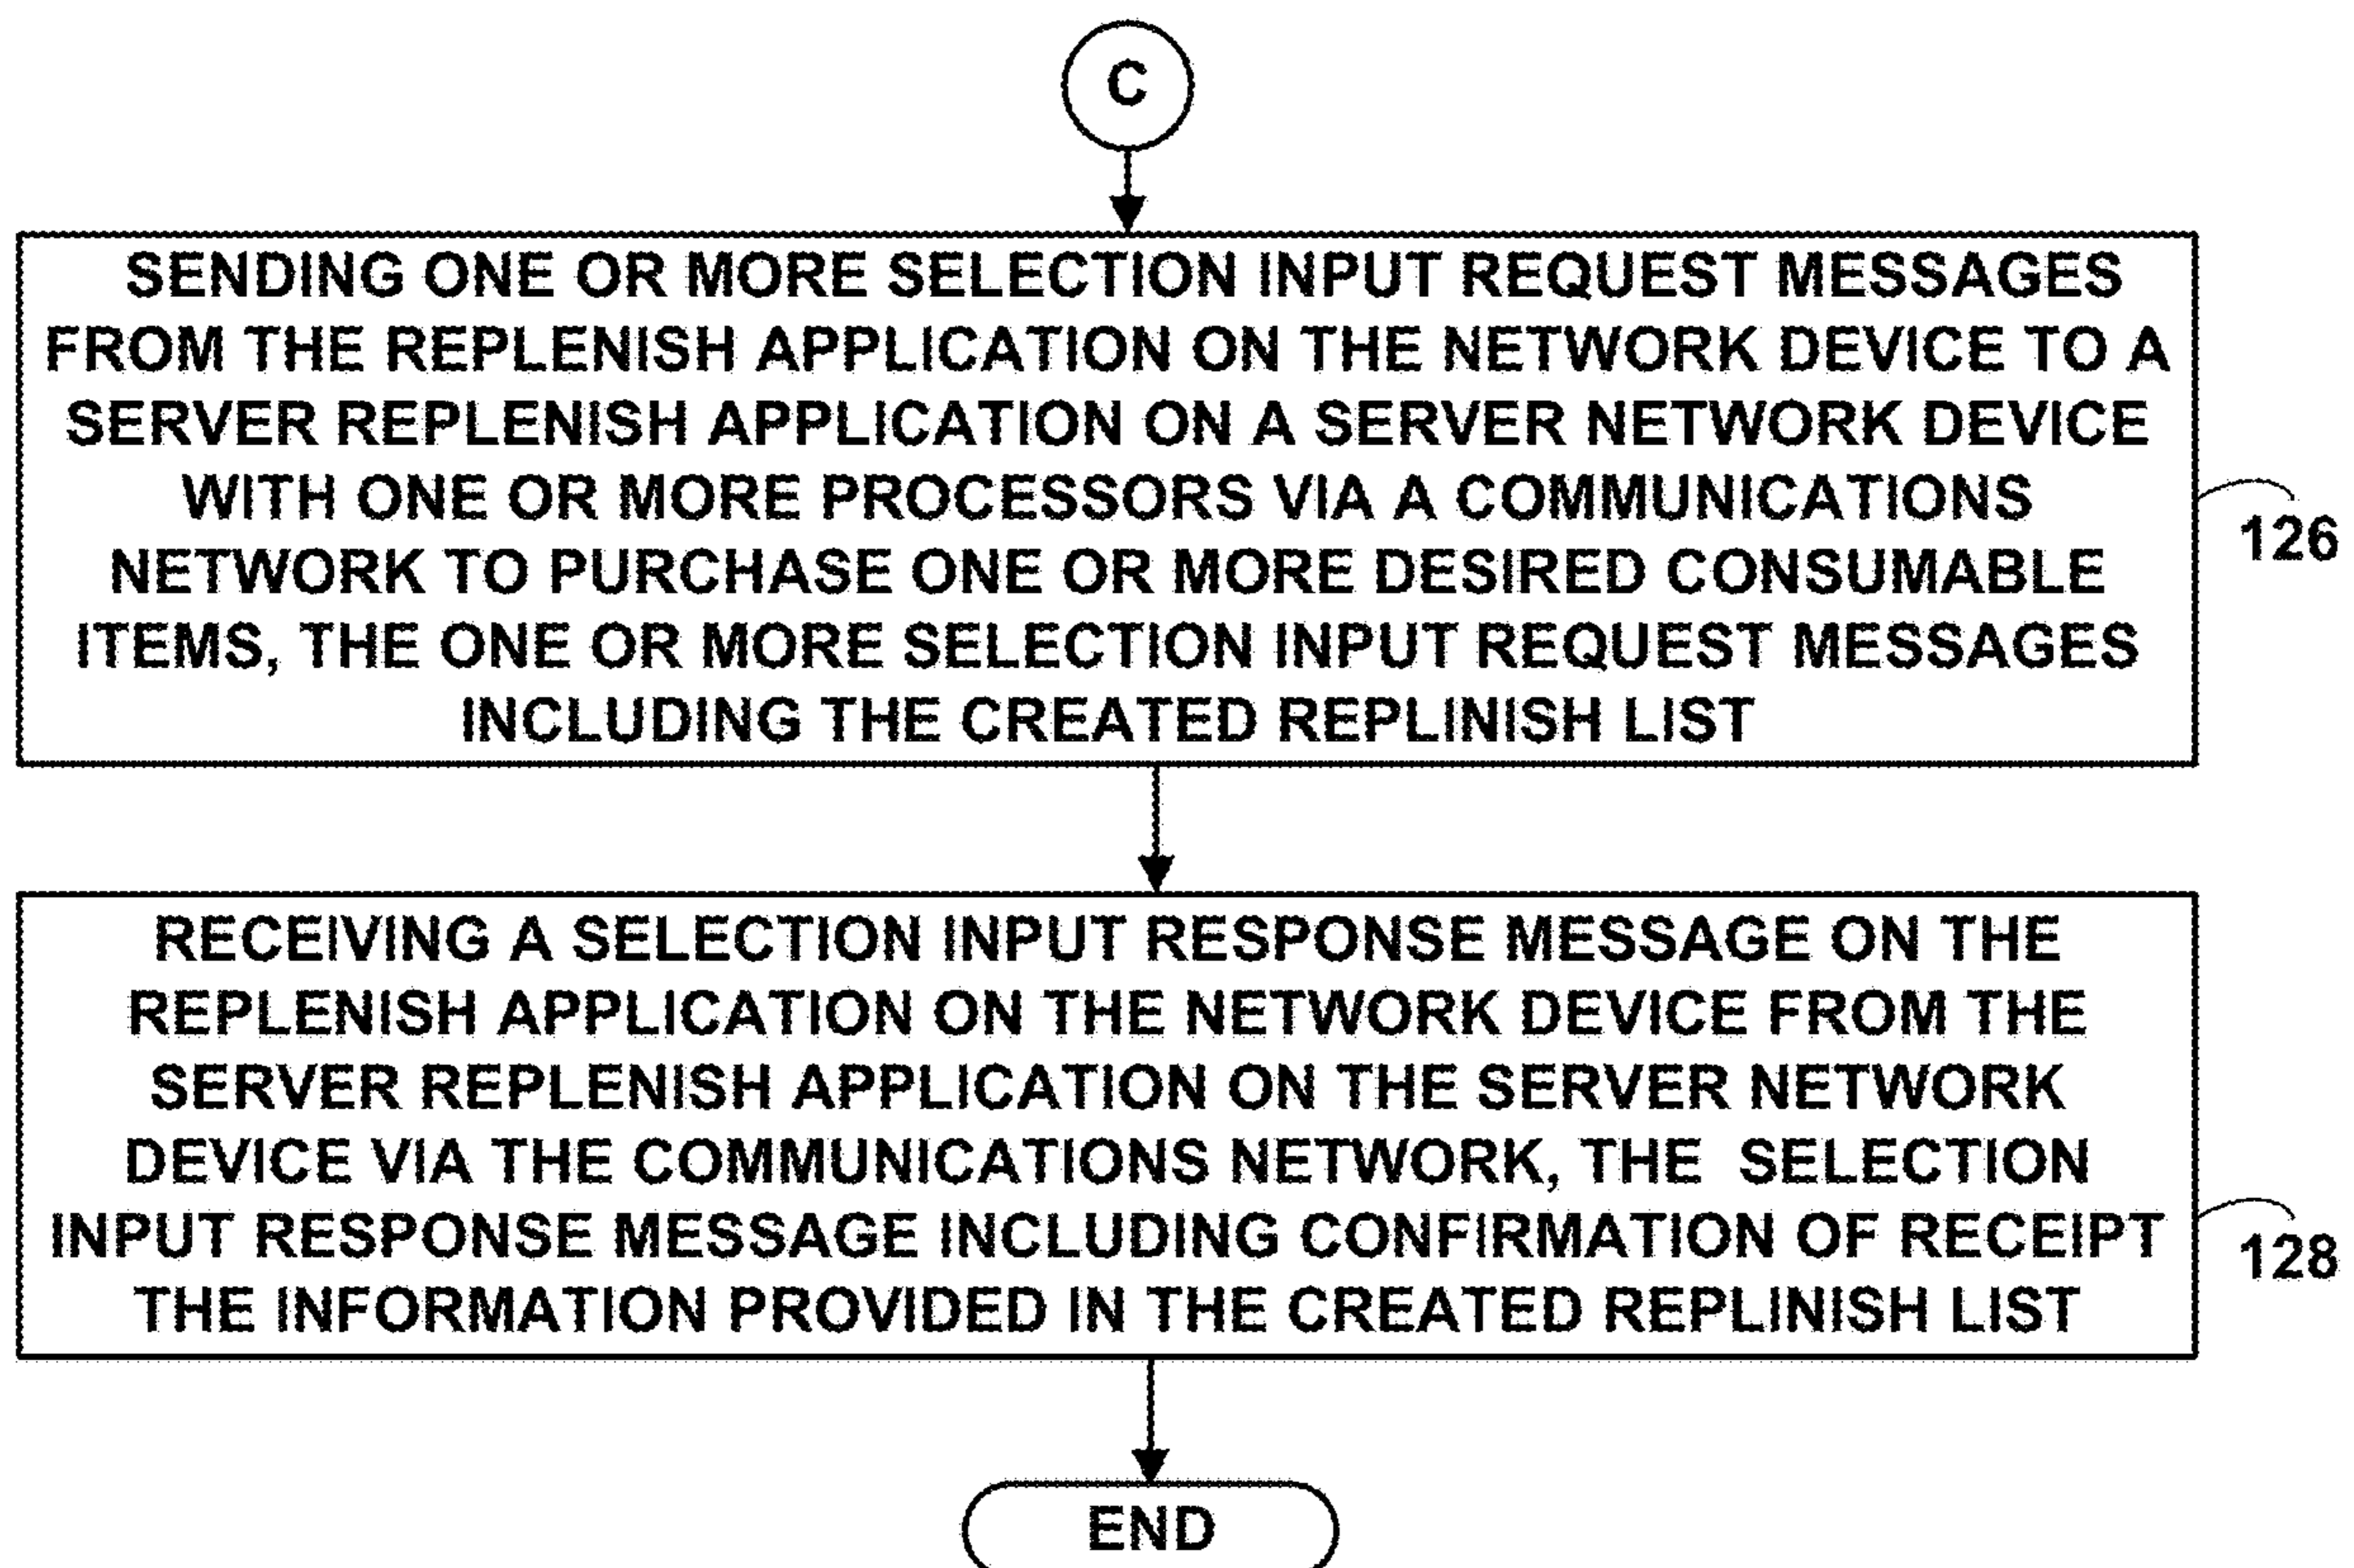 C
SENDING ONE OR MORE SELECTION INPUT REQUEST MESSAGES
FROM THE REPLENISH APPLICATION ON THE NETWORK DEVICE TO A
SERVER REPLENISH APPLICATION ON A SERVER NETWORK DEVICE
WITH ONE OR MORE PROCESSORS VIA A COMMUNICATIONS
NETWORK TO PURCHASE ONE OR MORE DESIRED CONSUMABLE
ITEMS, THE ONE OR MORE SELECTION INPUT REQUEST MESSAGES
INCLUDING THE CREATED REPLINISH LIST
126
RECEIVING A SELECTION INPUT RESPONSE MESSAGE ON THE
REPLENISH APPLICATION ON THE NETWORK DEVICE FROM THE
SERVER REPLENISH APPLICATION ON THE SERVER NETWORK
DEVICE VIA THE COMMUNICATIONS NETWORK, THE SELECTION
INPUT RESPONSE MESSAGE INCLUDING CONFIRMATION OF RECEIPT
THE INFORMATION PROVIDED IN THE CREATED REPLINISH LIST
128
END